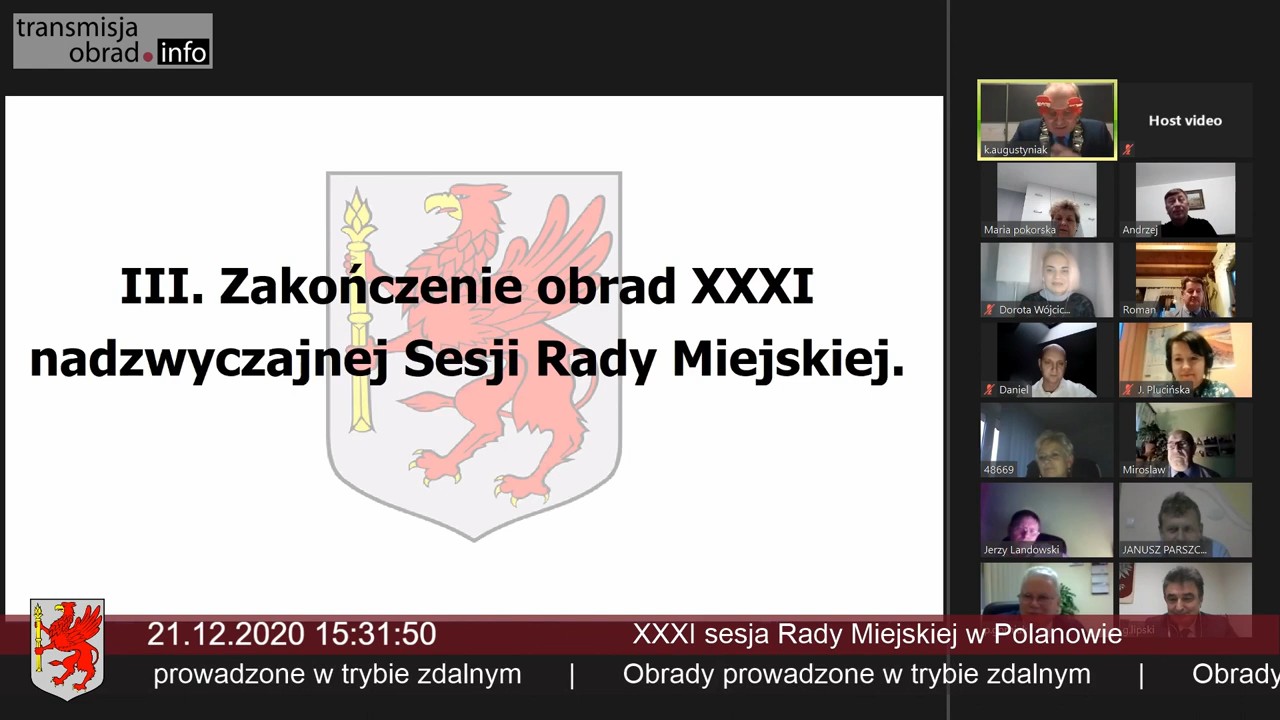 transmisja
obrad.info
III. Zakończenie obrad XXXI
nadzwyczajnej Sesji Rady Miejskiej.
k.augustyniak
Host video
Maria pokorska
Andrzej
Dorota Wójcic...
Roman
Daniel
J. Plucińska
48669
Miroslaw
Jerzy Landowski
JANUSZ PARSZC...
g.lipski
21.12.2020 15:31:50
XXXI sesja Rady Miejskiej w Polanowie
prowadzone w trybie zdalnym | Obrady prowadzone w trybie zdalnym | Obrady